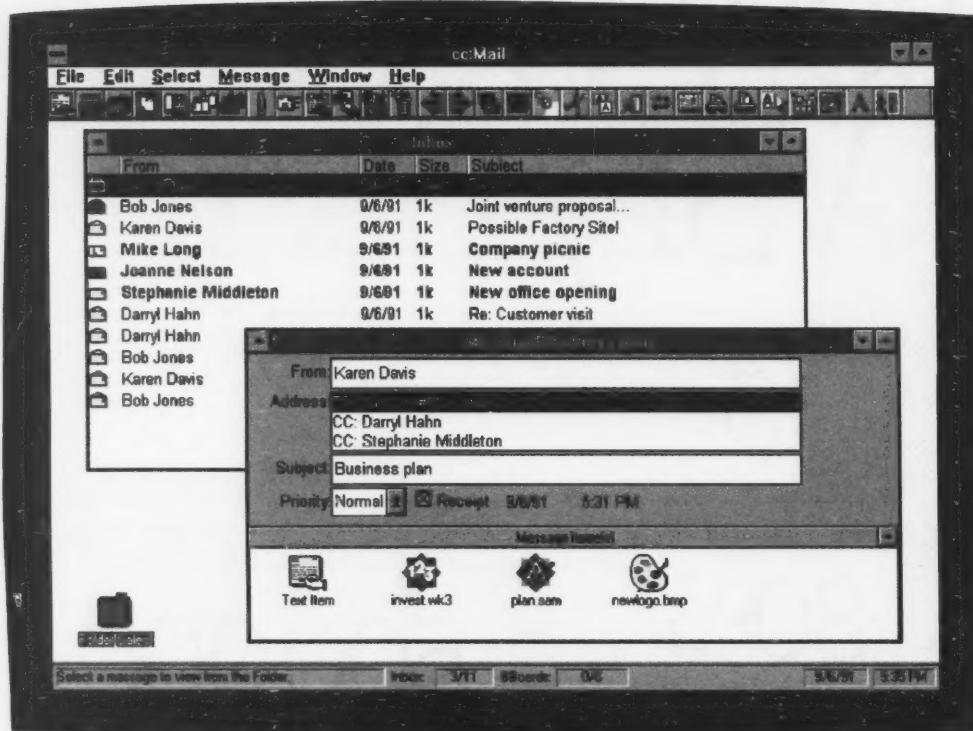 cc:Mail
File Edit Select Message Window Help
Inbox
From Date Size Subject
Bob Jones 9/6/91 1k Joint venture proposal...
Karen Davis 9/6/91 1k Possible Factory Site!
Mike Long 9/6/91 1k Company picnic
Joanne Nelson 9/6/91 1k New account
Stephanie Middleton 9/6/91 1k New office opening
Darryl Hahn 9/6/91 1k Re: Customer visit
Darryl Hahn
Bob Jones
Karen Davis
Bob Jones
From: Karen Davis
Address:
CC: Darryl Hahn
CC: Stephanie Middleton
Subject: Business plan
Priority: Normal Receipt 9/6/91 5:31 PM
Message
Text Item invest.wk3 plan.sam newlogo.bmp
Select a message to view from the Folder. Inbox: 3/11 BBoards: 0/6 9/6/91 5:35 PM